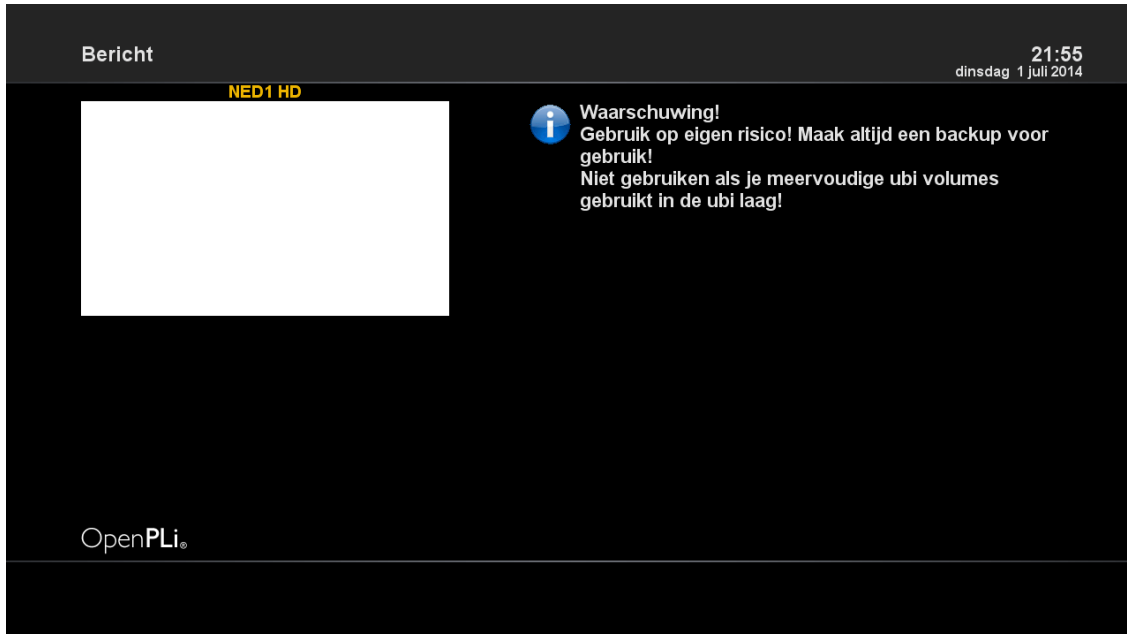 Bericht
21:55
dinsdag 1 juli 2014
NED1 HD
Waarschuwing!
Gebruik op eigen risico! Maak altijd een backup voor
gebruik!
Niet gebruiken als je meervoudige ubi volumes
gebruikt in de ubi laag!
OpenPLi®